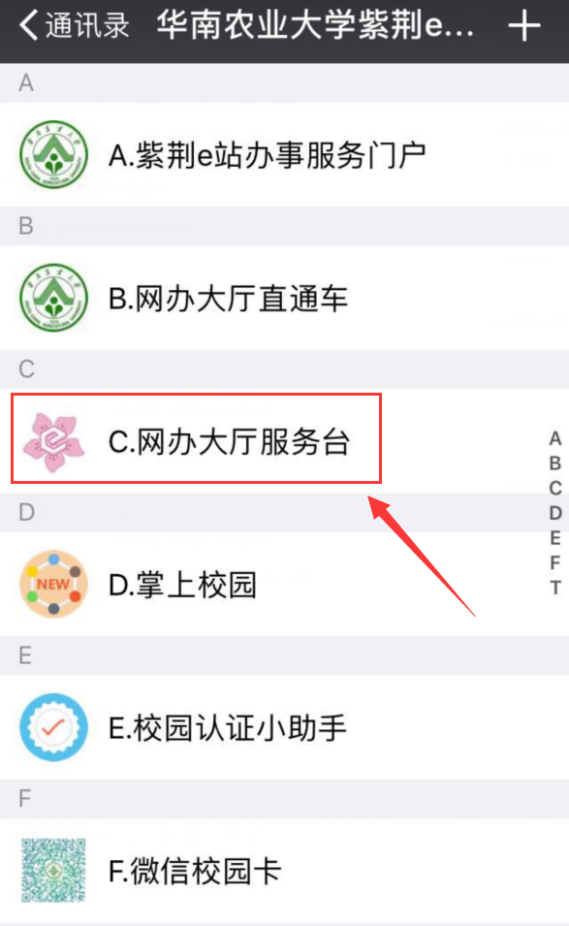 通讯录 华南农业大学紫荆e...
A
A.紫荆e站办事服务门户
B
B.网办大厅直通车
C
C.网办大厅服务台
D
NEW
D.掌上校园
E
E.校园认证小助手
F
F.微信校园卡
A
B
C
D
E
F
T